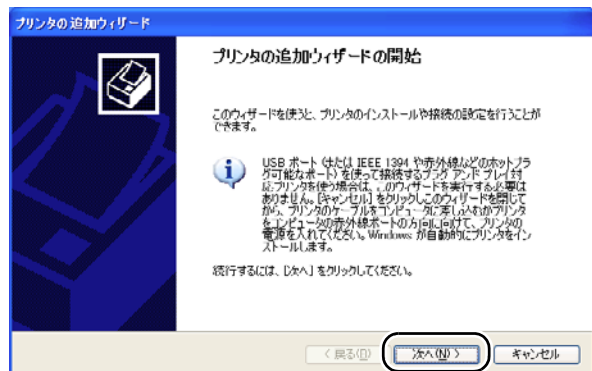 プリンタの追加ウィザード
プリンタの追加ウィザードの開始
このウィザードを使うと、プリンタのインストールや接続の設定を行うことが
できます。
USB ポート (または IEEE 1394 や赤外線などのホットプラ
グ可能なポート) を使って接続するプラグ アンド プレイ対
応プリンタを使う場合は、このウィザードを実行する必要は
ありません。[キャンセル] をクリックしてこのウィザードを閉じて
から、プリンタのケーブルをコンピュータに差し込むかプリンタ
をコンピュータの赤外線ポートの方向に向けて、プリンタの
電源を入れてください。Windows が自動的にプリンタをイン
ストールします。
続行するには、[次へ] をクリックしてください。
< 戻る(B) 次へ(N) > キャンセル